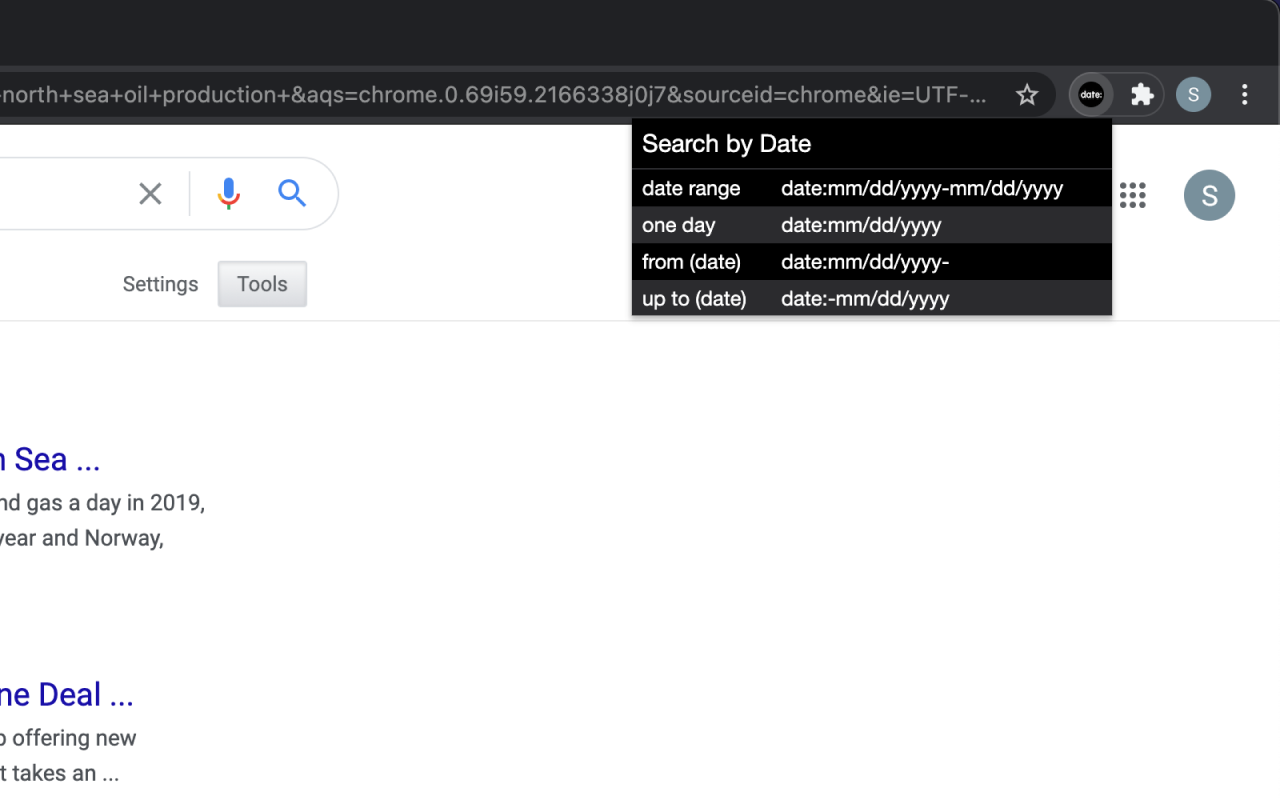 -north+sea+oil+production+&aqs=chrome.0.69i59.2166338j0j7&sourceid=chrome&ie=UTF-...
date:
S
Search by Date
date range date:mm/dd/yyyy-mm/dd/yyyy
one day date:mm/dd/yyyy
from (date) date:mm/dd/yyyy-
up to (date) date:-mm/dd/yyyy
S
Settings Tools
Sea ...
nd gas a day in 2019,
year and Norway,
ne Deal ...
offering new
t takes an ...